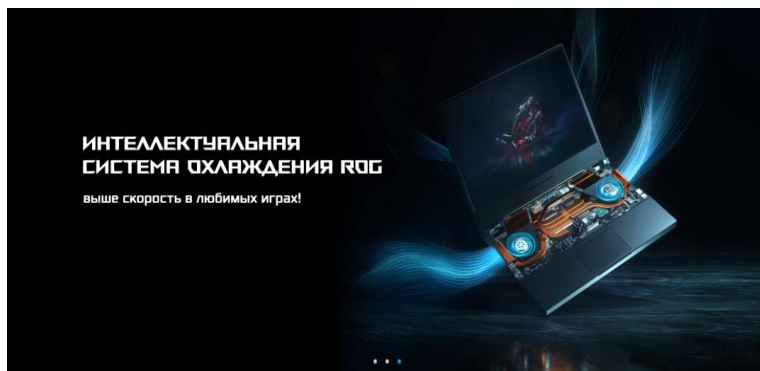 ИНТЕЛЛЕКТУАЛЬНАЯ
СИСТЕМА ОХЛАЖДЕНИЯ ROG
выше скорость в любимых играх!